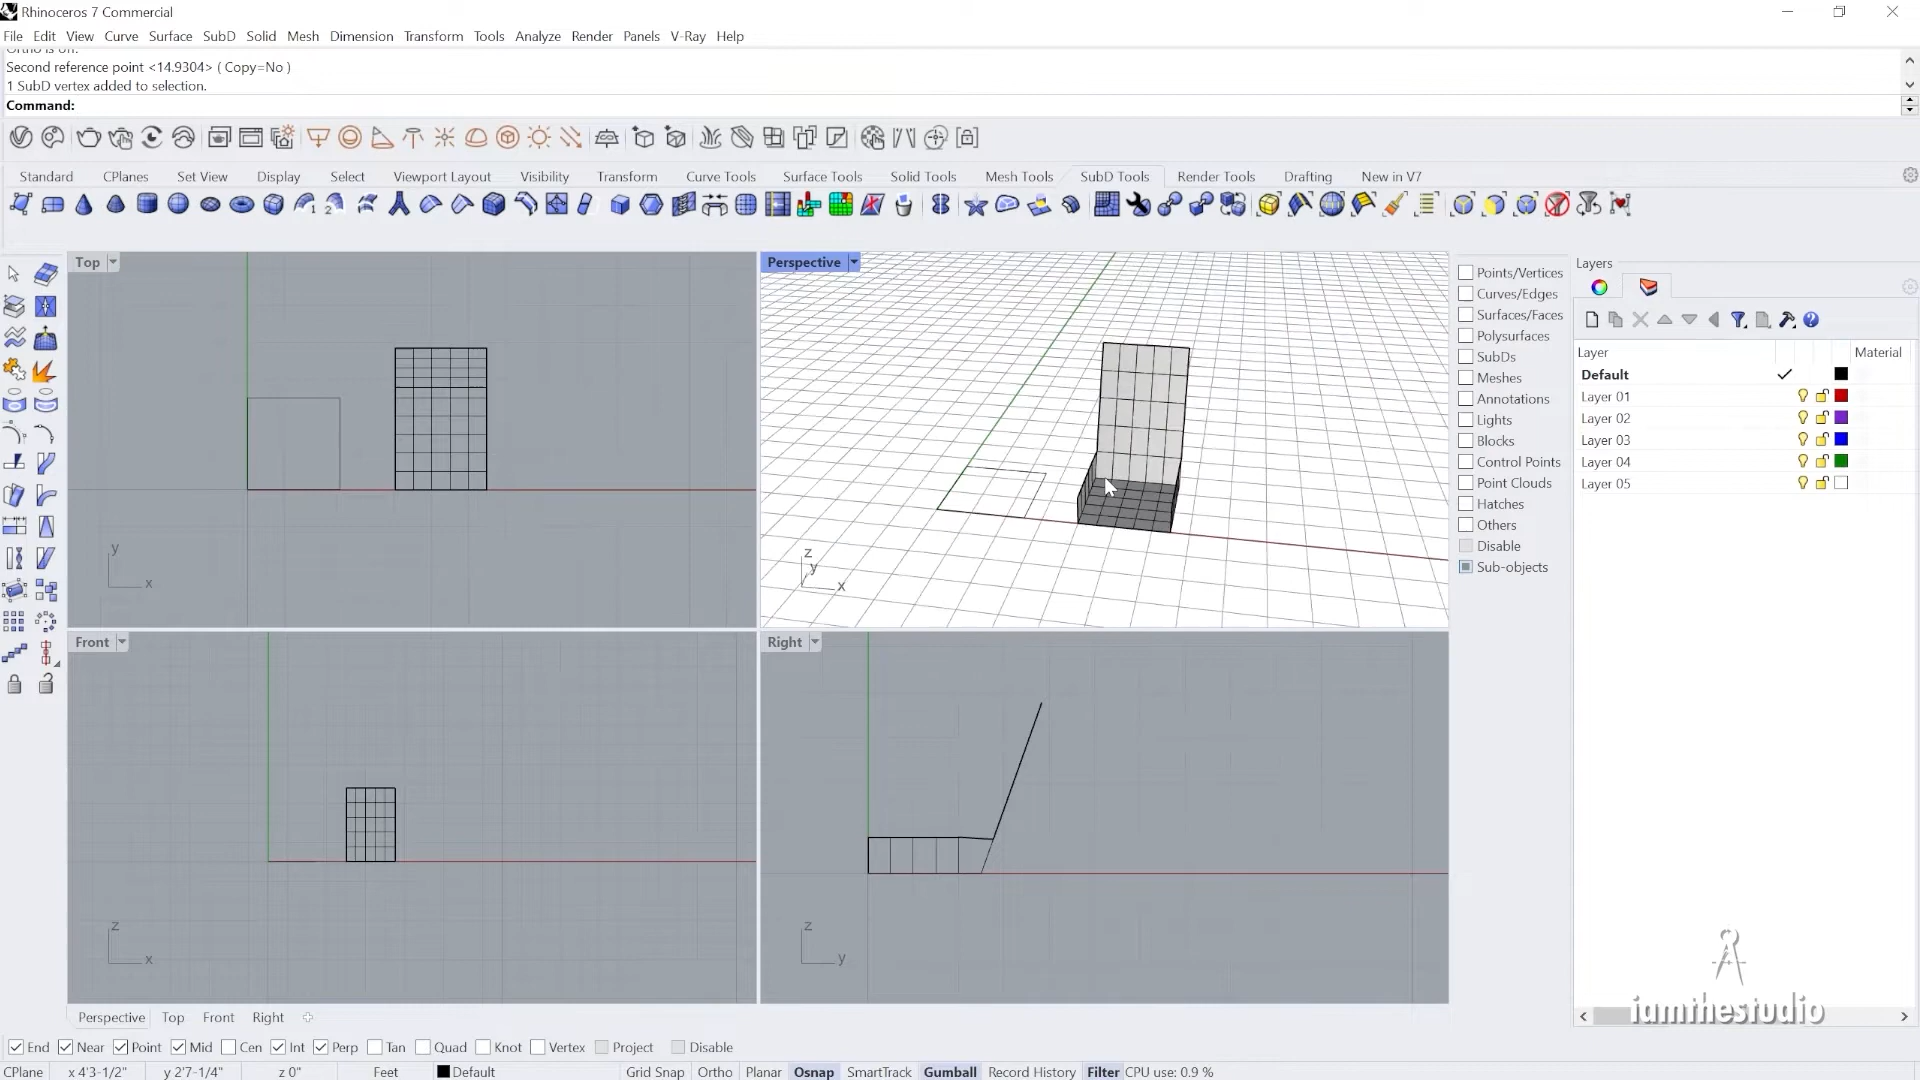 Rhinoceros 7 Commercial
File Edit View Curve Surface SubD Solid Mesh Dimension Transform Tools Analyze Render Panels V-Ray Help
Ortho is off.
Second reference point <14.9304> ( Copy=No )
1 SubD vertex added to selection.
Command:
Standard CPlanes Set View Display Select Viewport Layout Visibility Transform Curve Tools Surface Tools Solid Tools Mesh Tools SubD Tools Render Tools Drafting New in V7
Top
y
x
Perspective
z
y
x
Front
z
x
Right
z
y
Points/Vertices
Curves/Edges
Surfaces/Faces
Polysurfaces
SubDs
Meshes
Annotations
Lights
Blocks
Control Points
Point Clouds
Hatches
Others
Disable
Sub-objects
Layers
Layer Material
Default
Layer 01
Layer 02
Layer 03
Layer 04
Layer 05
iamthestudio
Perspective Top Front Right
End Near Point Mid Cen Int Perp Tan Quad Knot Vertex Project Disable
CPlane x 4'3-1/2" y 2'7-1/4" z 0" Feet Default Grid Snap Ortho Planar Osnap SmartTrack Gumball Record History Filter CPU use: 0.9 %